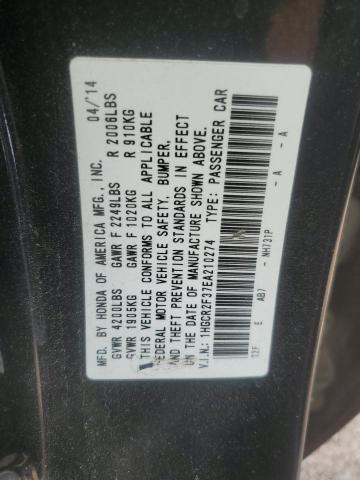 MFD. BY HONDA OF AMERICA MFG., INC. 04/'14
GVWR 4200LBS GAWR F 2249LBS R 2006LBS
GVWR 1905KG GAWR F 1020KG R 910KG
THIS VEHICLE CONFORMS TO ALL APPLICABLE
FEDERAL MOTOR VEHICLE SAFETY, BUMPER,
AND THEFT PREVENTION STANDARDS IN EFFECT
ON THE DATE OF MANUFACTURE SHOWN ABOVE.
V.I.N.: 1HGCR2F37EA210274 TYPE: PASSENGER CAR
12F E AB7 - NH731P - A - A